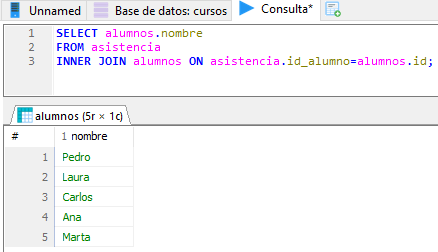 Unnamed Base de datos: cursos Consulta*
1 SELECT alumnos.nombre
2 FROM asistencia
3 INNER JOIN alumnos ON asistencia.id_alumno=alumnos.id;
alumnos (5r × 1c)
# 1 nombre
1 Pedro
2 Laura
3 Carlos
4 Ana
5 Marta